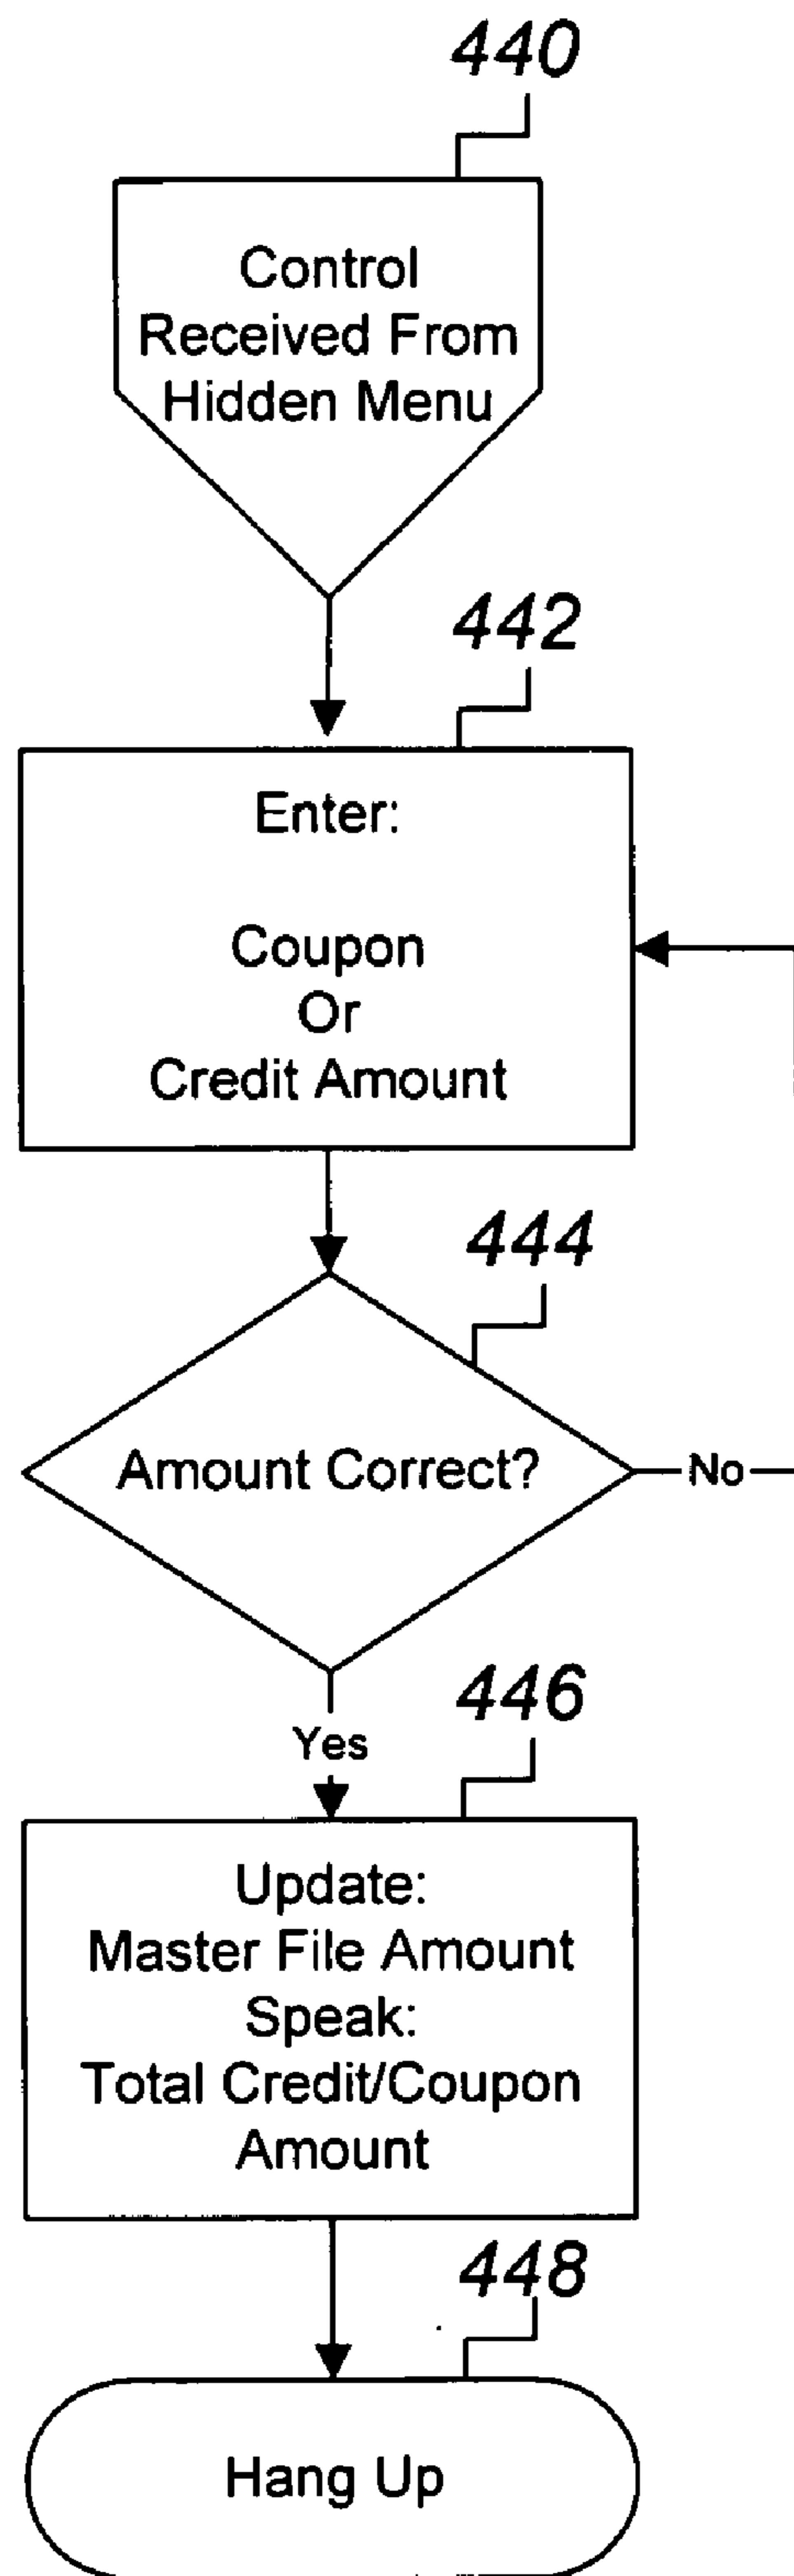 440
Control
Received From
Hidden Menu
442
Enter:
Coupon
Or
Credit Amount
444
Amount Correct?
No
Yes
446
Update:
Master File Amount
Speak:
Total Credit/Coupon
Amount
448
Hang Up